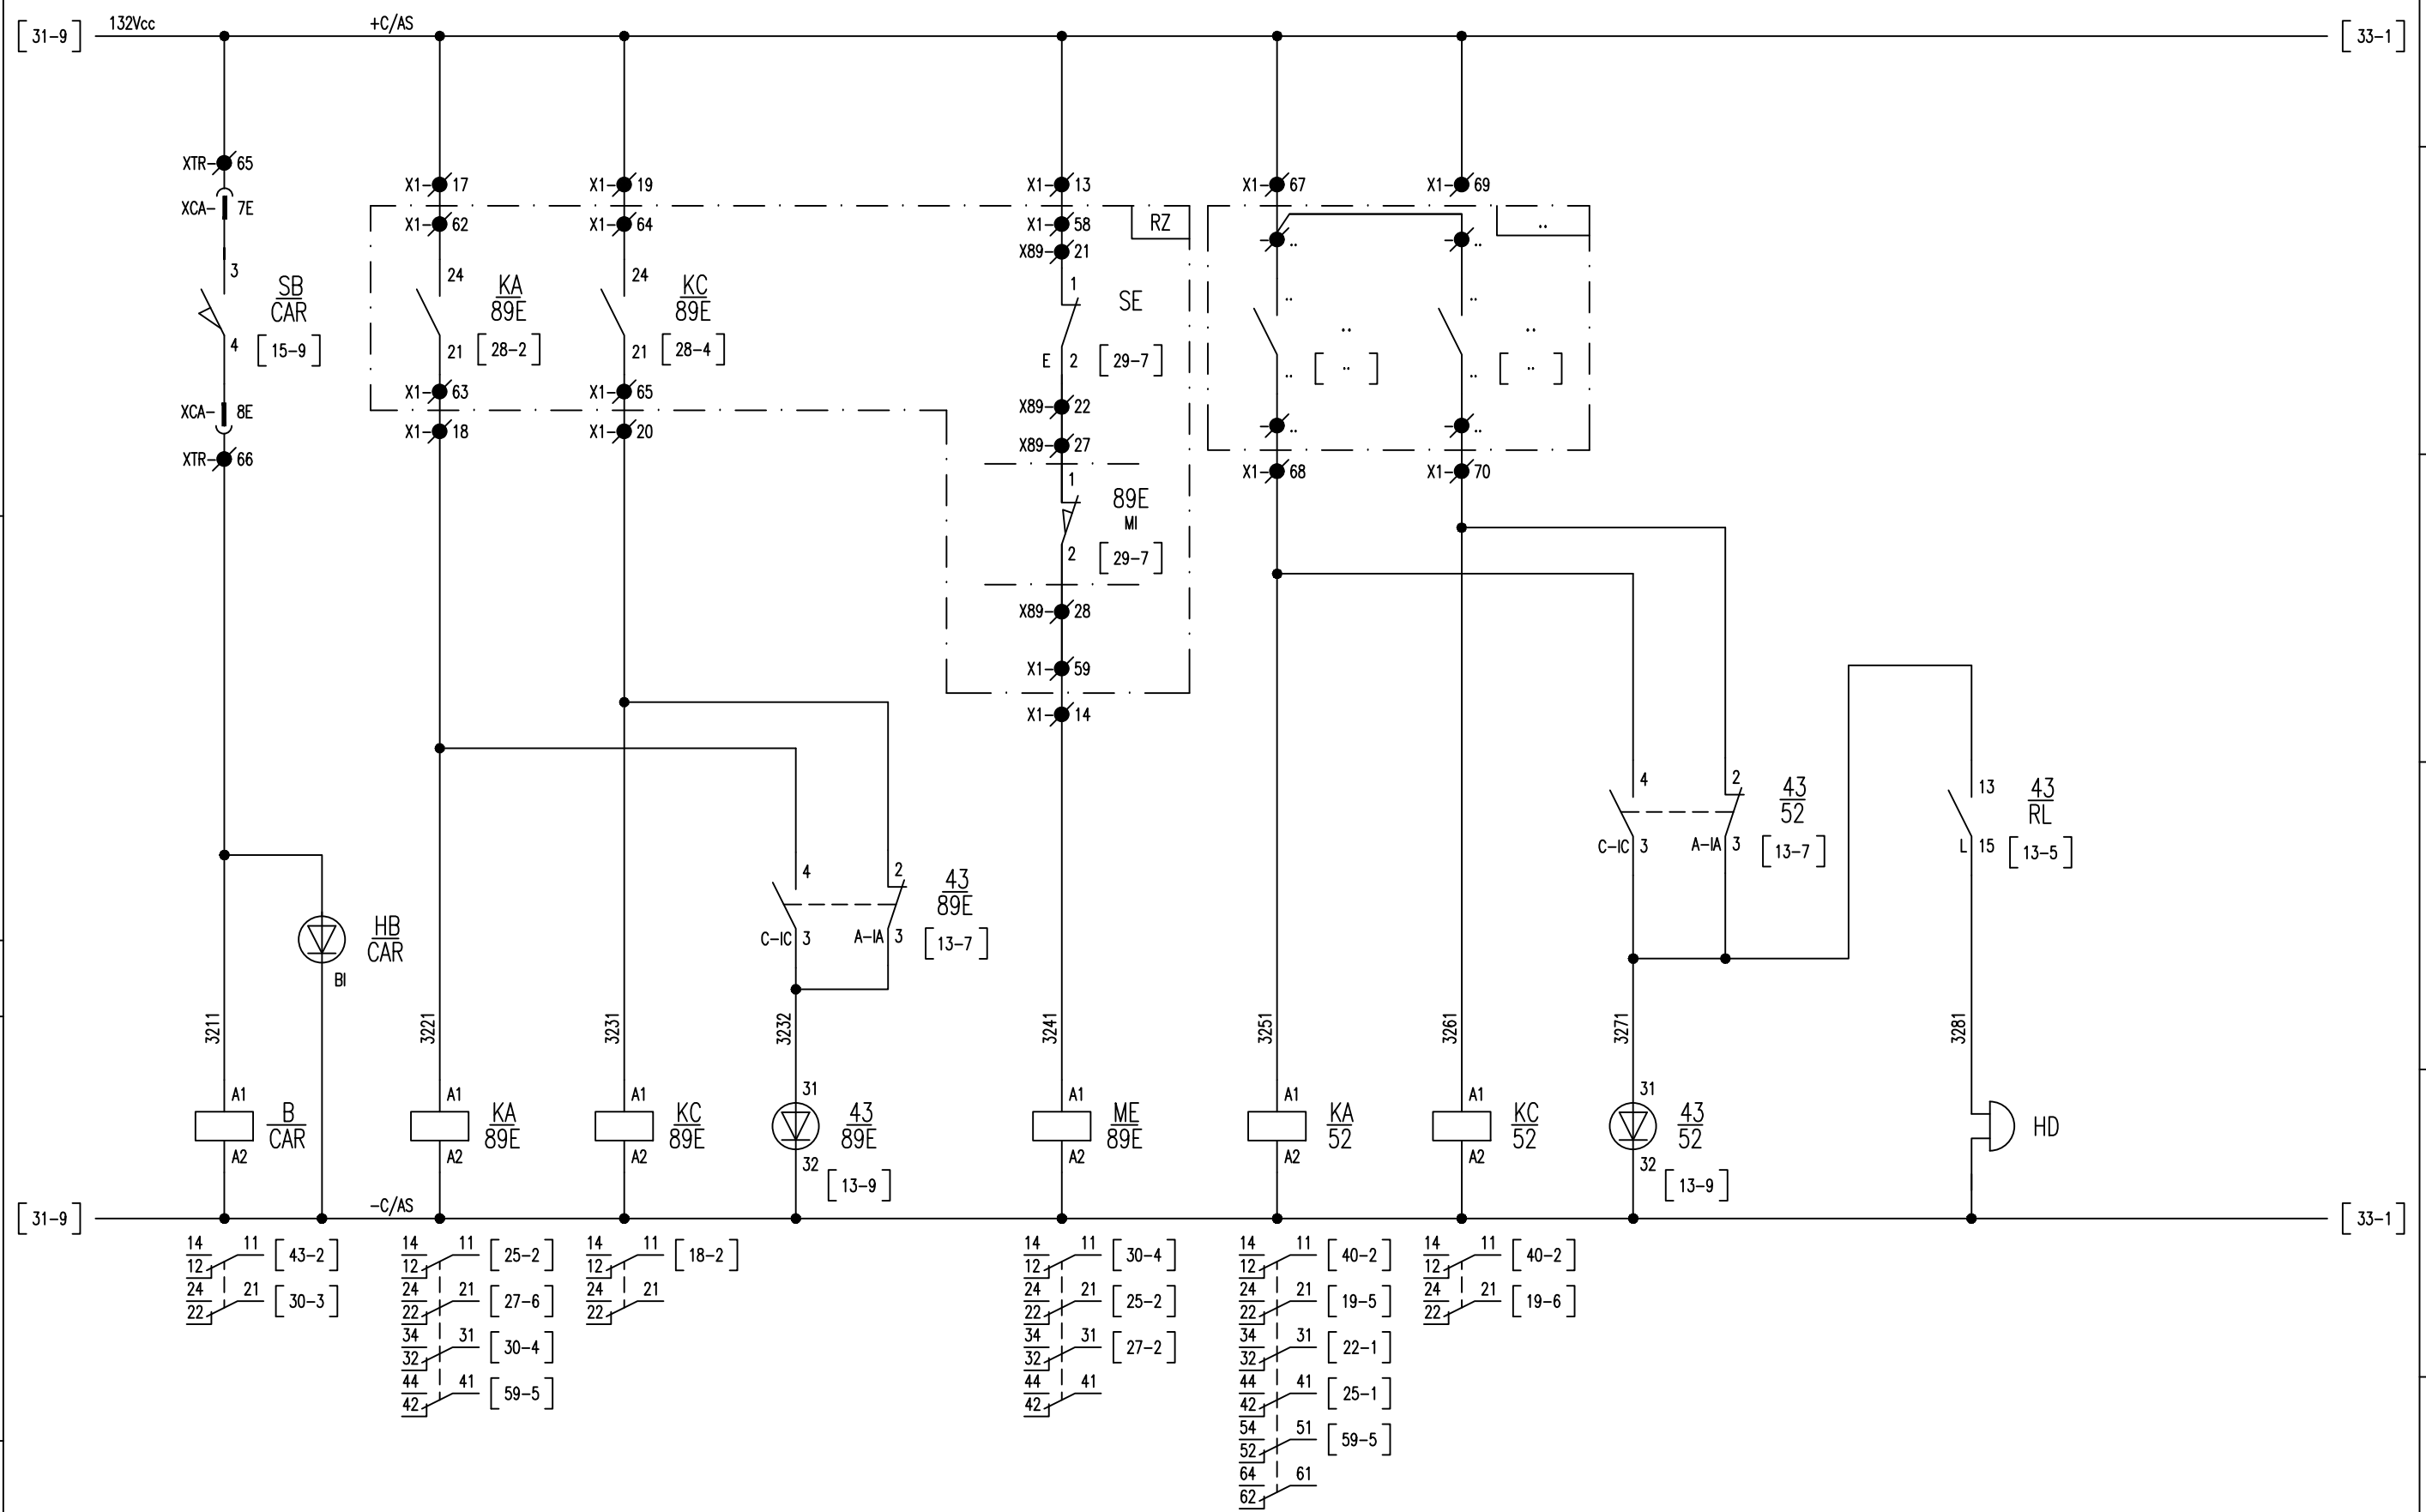 31-9 132Vcc +C/AS 33-1
XTR- 65
XCA- 7E
3
SB
CAR
4 15-9
XCA- 8E
XTR- 66
HB
CAR
BI
3211
A1
B
CAR
A2
X1- 17
X1- 62
24
KA
89E
21 28-2
X1- 63
X1- 18
3221
A1
KA
89E
A2
X1- 19
X1- 64
24
KC
89E
21 28-4
X1- 65
X1- 20
3231
A1
KC
89E
A2
4 2
43
89E
C-IC 3 A-IA 3 13-7
3232
31
43
89E
32 13-9
X1- 13
RZ
X1- 58
X89- 21
1
SE
E 2 29-7
X89- 22
X89- 27
1
89E
MI
2 29-7
X89- 28
X1- 59
X1- 14
3241
A1
ME
89E
A2
X1- 67
- ..
..
..
.. ..
- ..
X1- 68
3251
A1
KA
52
A2
X1- 69
..
- ..
..
..
.. ..
- ..
X1- 70
3261
A1
KC
52
A2
4 2
43
52
C-IC 3 A-IA 3 13-7
3271
31
43
52
32 13-9
13
43
RL
L 15 13-5
3281
HD
31-9 -C/AS 33-1
14 11 43-2
12
24 21 30-3
22
14 11 25-2
12
24 21 27-6
22
34 31 30-4
32
44 41 59-5
42
14 11 18-2
12
24 21
22
14 11 30-4
12
24 21 25-2
22
34 31 27-2
32
44 41
42
14 11 40-2
12
24 21 19-5
22
34 31 22-1
32
44 41 25-1
42
54 51 59-5
52
64 61
62
14 11 40-2
12
24 21 19-6
22